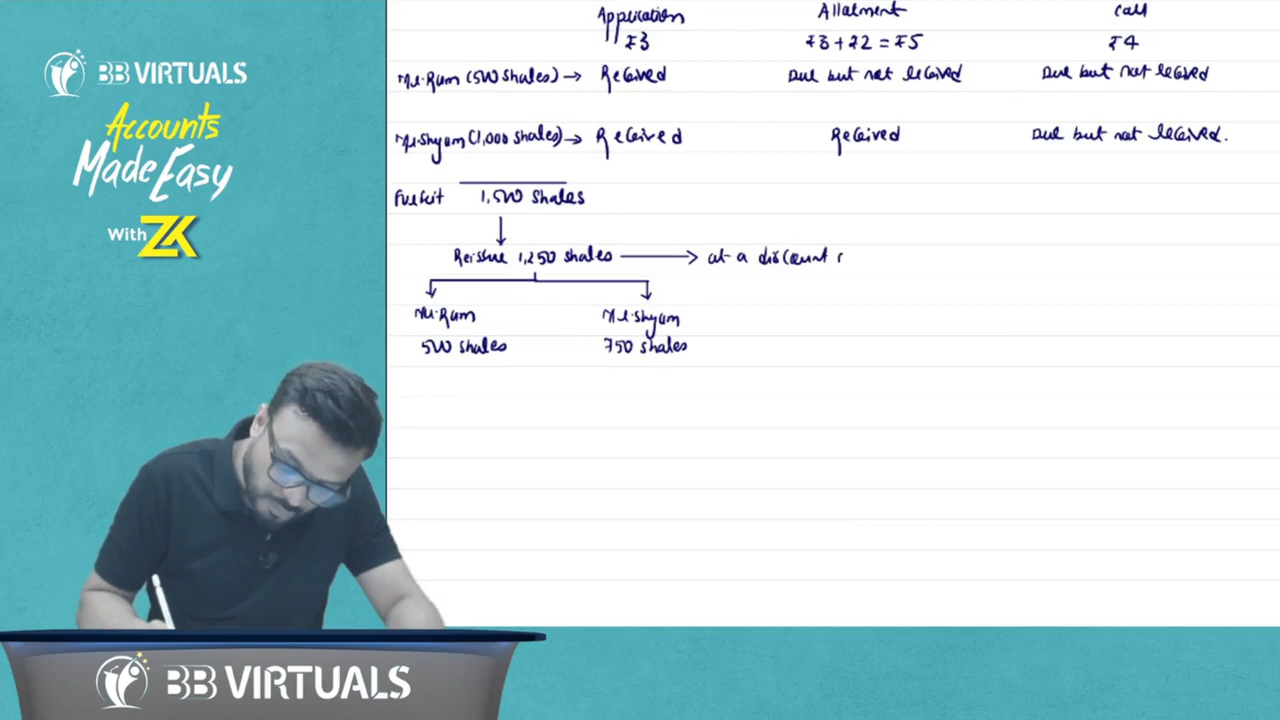 BB VIRTUALS
Accounts
Made Easy
With ZK
Application Allotment Call
₹3 ₹3 + ₹2 = ₹5 ₹4
Mr. Ram (500 shares) → Received Due but not received Due but not received
Mr. Shyam (1,000 shares) → Received Received Due but not received.
Forfeit 1,500 shares
Reissue 1,250 shares → at a discount
Mr. Ram Mr. Shyam
500 shares 750 shares
BB VIRTUALS